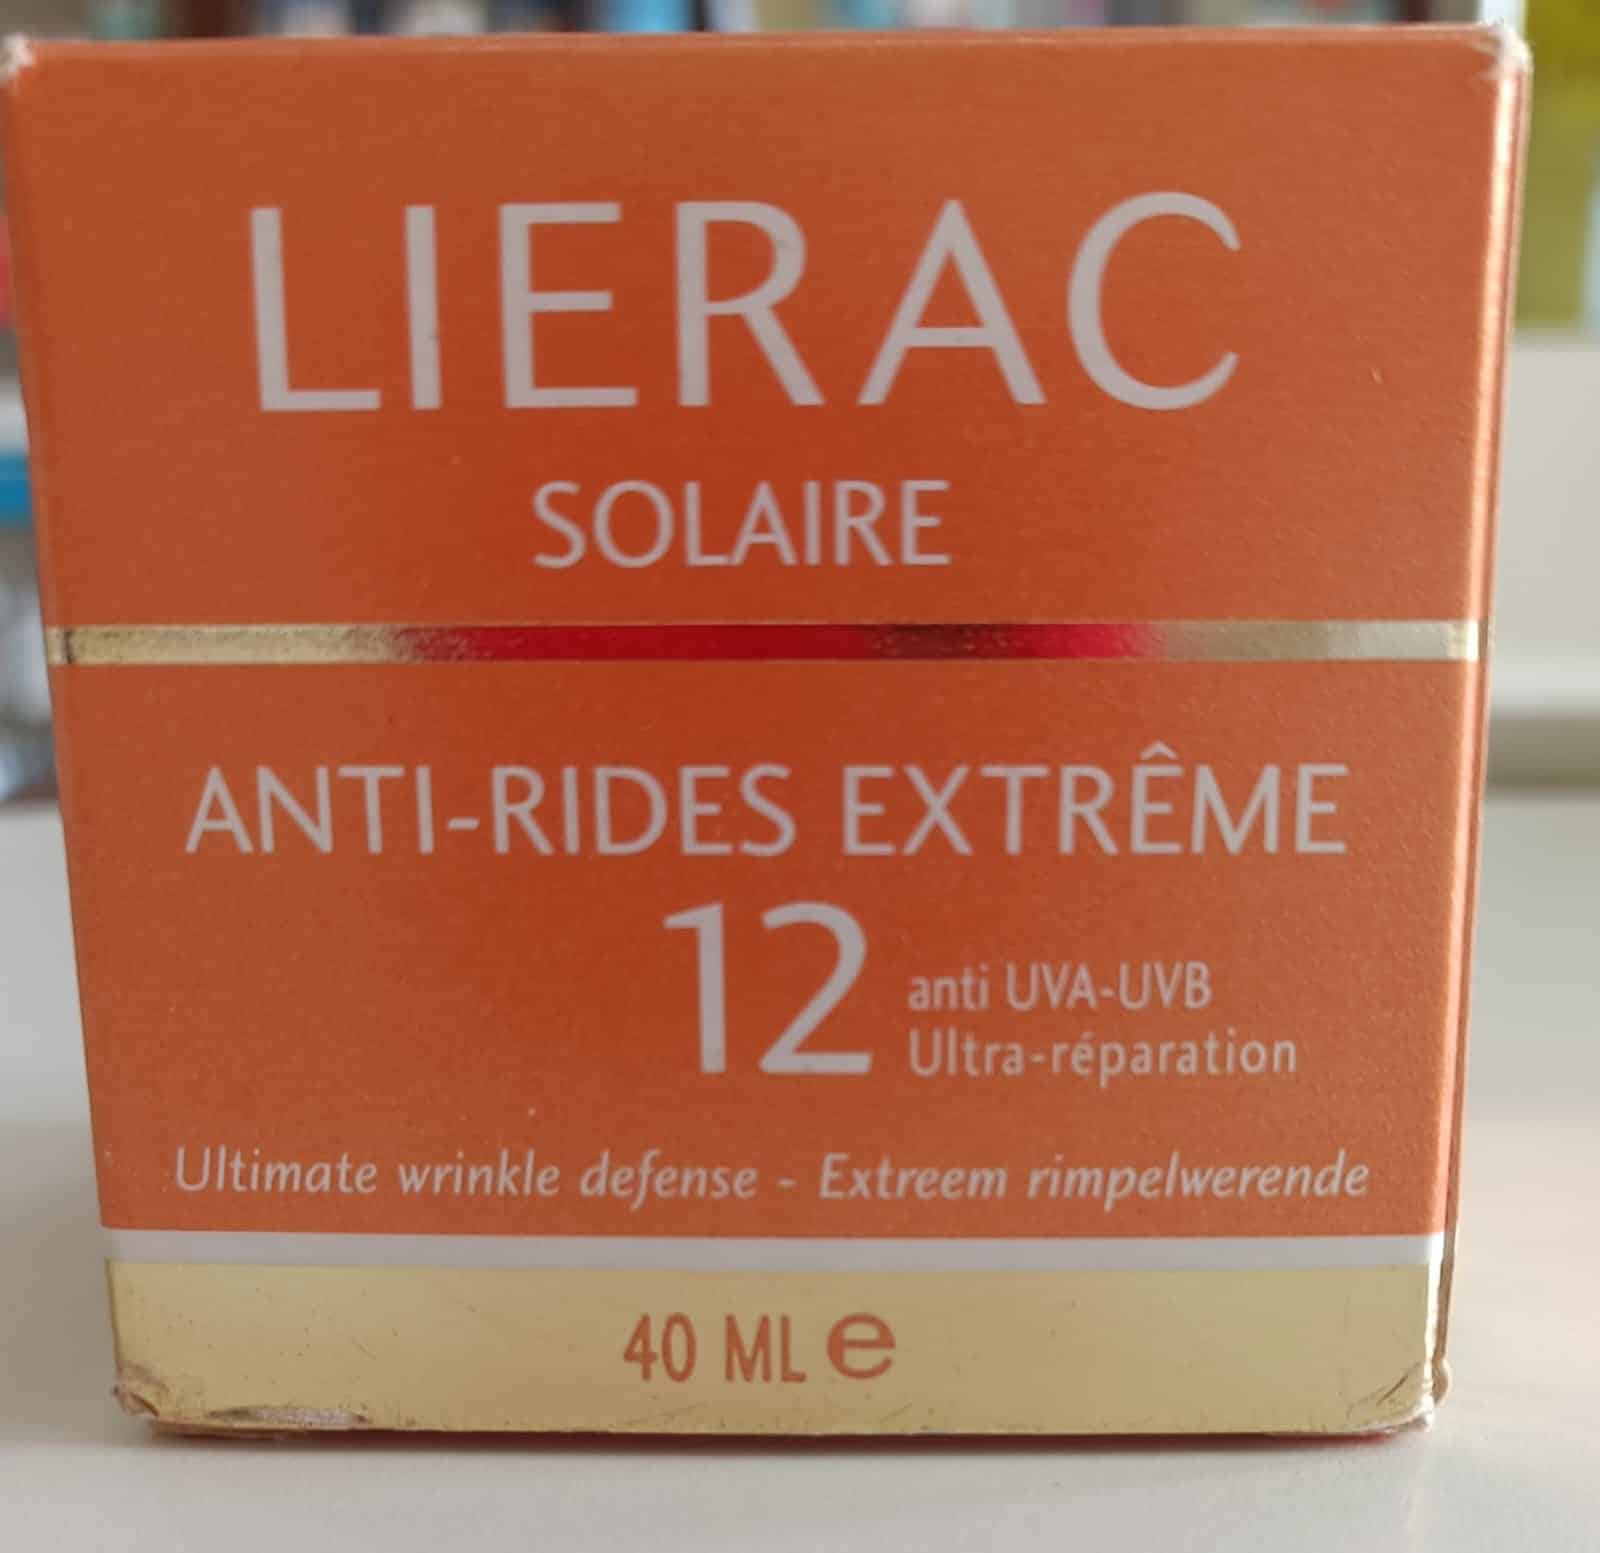 LIERAC
SOLAIRE
ANTI-RIDES EXTRÊME
12 anti UVA-UVB
Ultra-réparation
Ultimate wrinkle defense - Extreem rimpelwerende
40 ML e